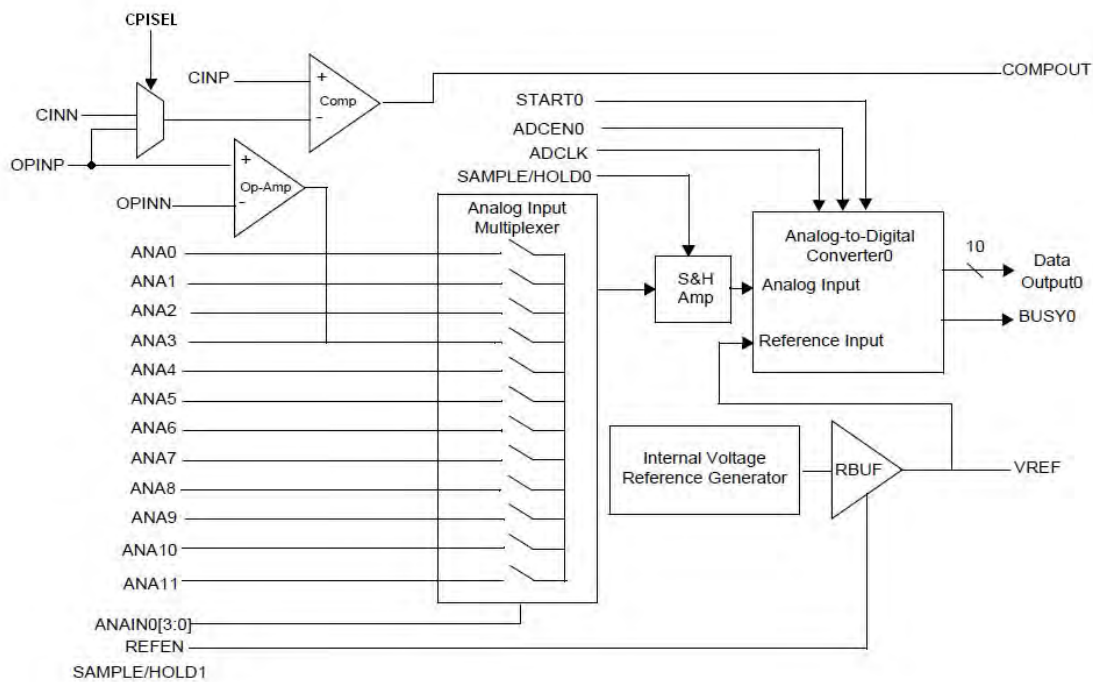 CPISEL
CINP
+
Comp
-
COMPOUT
CINN
START0
ADCEN0
OPINP
+
Op-Amp
-
ADCLK
SAMPLE/HOLD0
OPINN
Analog Input
Multiplexer
Analog-to-Digital
Converter0
ANA0
ANA1
ANA2
ANA3
ANA4
ANA5
ANA6
ANA7
ANA8
ANA9
ANA10
ANA11
S&H
Amp
Analog Input
Reference Input
10
Data
Output0
BUSY0
Internal Voltage
Reference Generator
RBUF
VREF
ANAIN0[3:0]
REFEN
SAMPLE/HOLD1